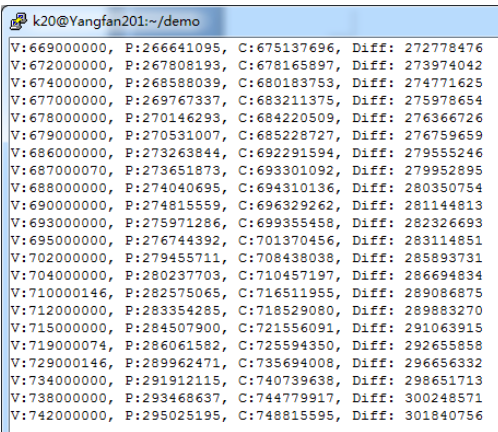 k20@Yangfan201:~/demo
V:669000000, P:266641095, C:675137696, Diff: 272778476
V:672000000, P:267808193, C:678165897, Diff: 273974042
V:674000000, P:268588039, C:680183753, Diff: 274771625
V:677000000, P:269767337, C:683211375, Diff: 275978654
V:678000000, P:270146293, C:684220509, Diff: 276366726
V:679000000, P:270531007, C:685228727, Diff: 276759659
V:686000000, P:273263844, C:692291594, Diff: 279555246
V:687000070, P:273651873, C:693301092, Diff: 279952895
V:688000000, P:274040695, C:694310136, Diff: 280350754
V:690000000, P:274815559, C:696329262, Diff: 281144813
V:693000000, P:275971286, C:699355458, Diff: 282326693
V:695000000, P:276744392, C:701370456, Diff: 283114851
V:702000000, P:279455711, C:708438038, Diff: 285893731
V:704000000, P:280237703, C:710457197, Diff: 286694834
V:710000146, P:282575065, C:716511955, Diff: 289086875
V:712000000, P:283354285, C:718529080, Diff: 289883270
V:715000000, P:284507900, C:721556091, Diff: 291063915
V:719000074, P:286061582, C:725594350, Diff: 292655858
V:729000146, P:289962471, C:735694008, Diff: 296656332
V:734000000, P:291912115, C:740739638, Diff: 298651713
V:738000000, P:293468637, C:744779917, Diff: 300248571
V:742000000, P:295025195, C:748815595, Diff: 301840756